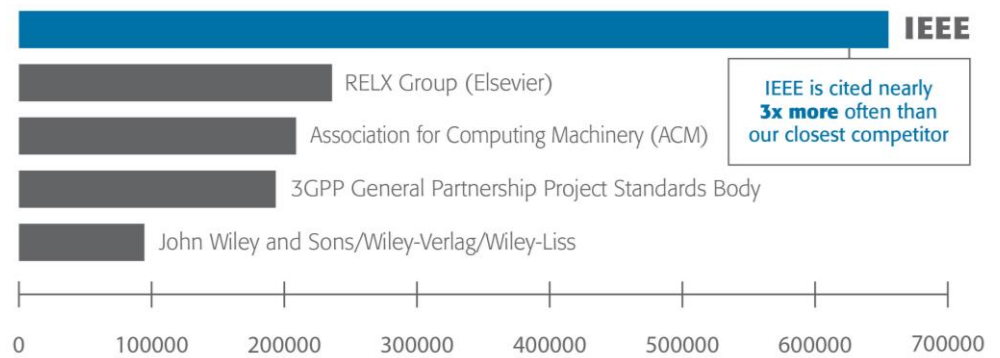 IEEE
RELX Group (Elsevier)
IEEE is cited nearly
3x more often than
our closest competitor
Association for Computing Machinery (ACM)
3GPP General Partnership Project Standards Body
John Wiley and Sons/Wiley-Verlag/Wiley-Liss
0 100000 200000 300000 400000 500000 600000 700000